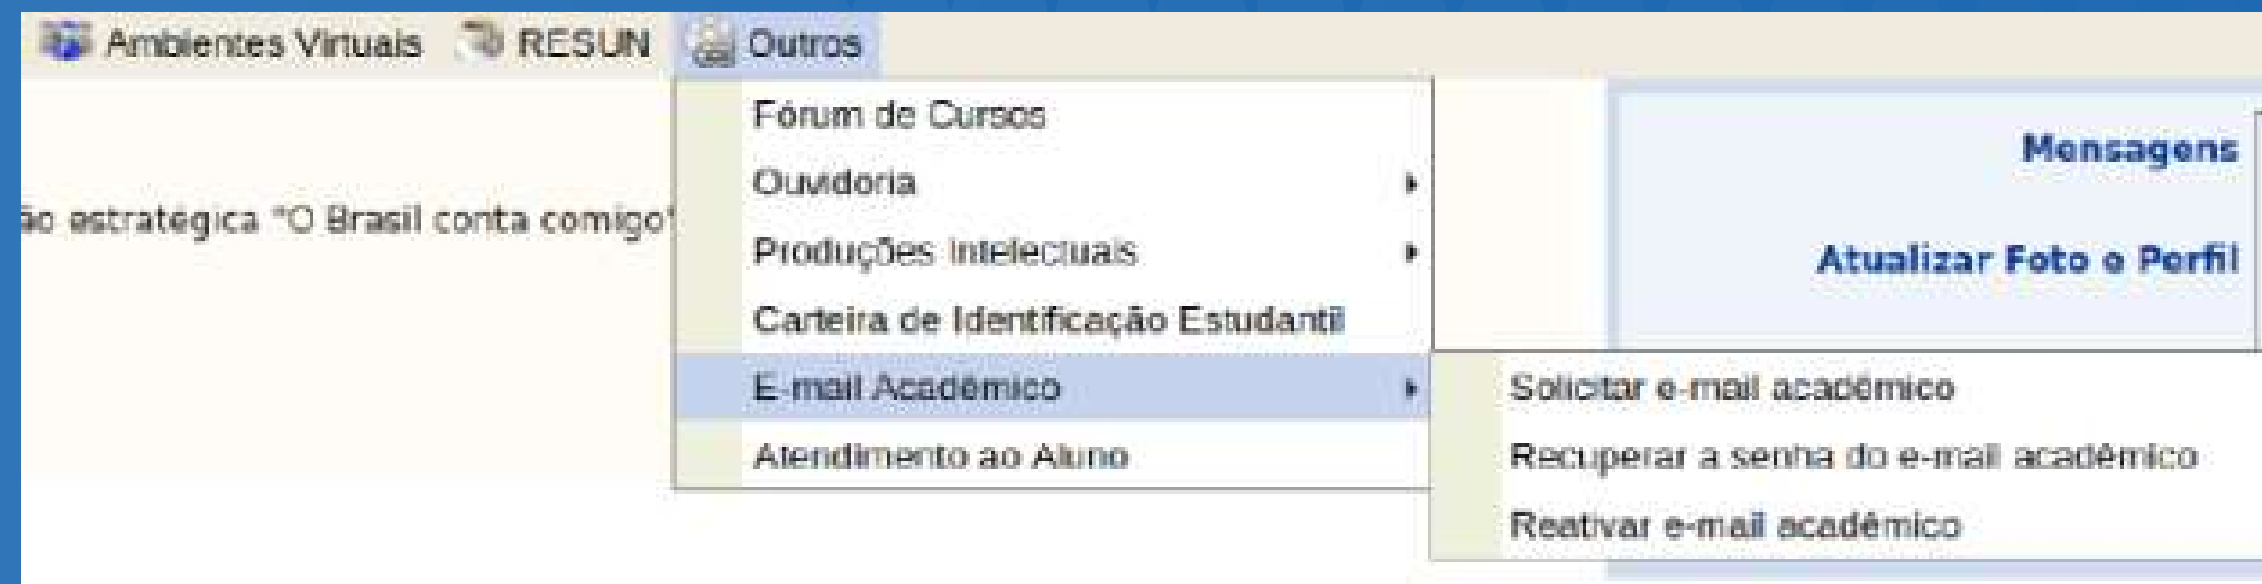 Ambientes Virtuais RESUN Outros
Fórum de Cursos
Mensagens
Ouvidoria
ão estratégica "O Brasil conta comigo"
Produções Intelectuais
Atualizar Foto e Perfil
Carteira de Identificação Estudantil
E-mail Acadêmico
Solicitar e-mail acadêmico
Atendimento ao Aluno
Recuperar a senha do e-mail acadêmico
Reativar e-mail acadêmico